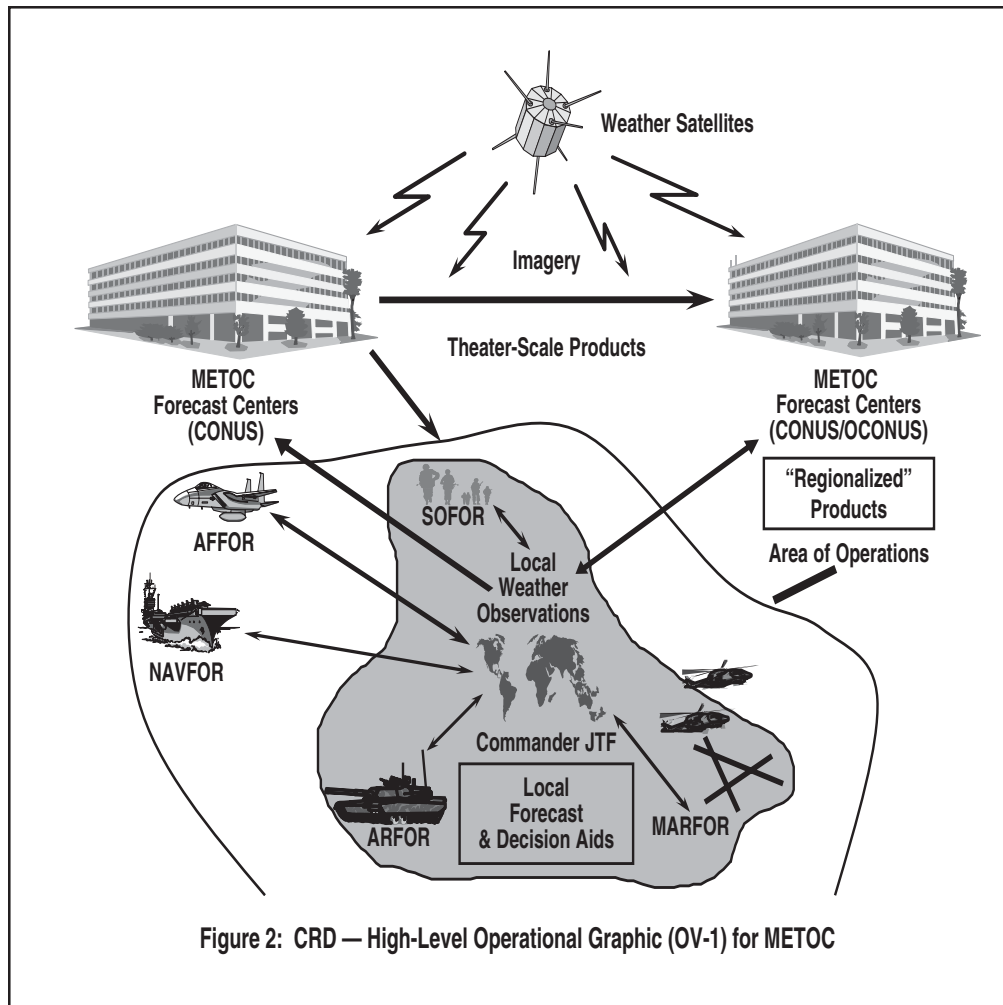 Weather Satellites
Imagery
Theater-Scale Products
METOC
Forecast Centers
(CONUS)
METOC
Forecast Centers
(CONUS/OCONUS)
“Regionalized”
Products
Area of Operations
SOFOR
AFFOR
Local
Weather
Observations
NAVFOR
Commander JTF
Local
Forecast
& Decision Aids
ARFOR
MARFOR
Figure 2: CRD — High-Level Operational Graphic (OV-1) for METOC